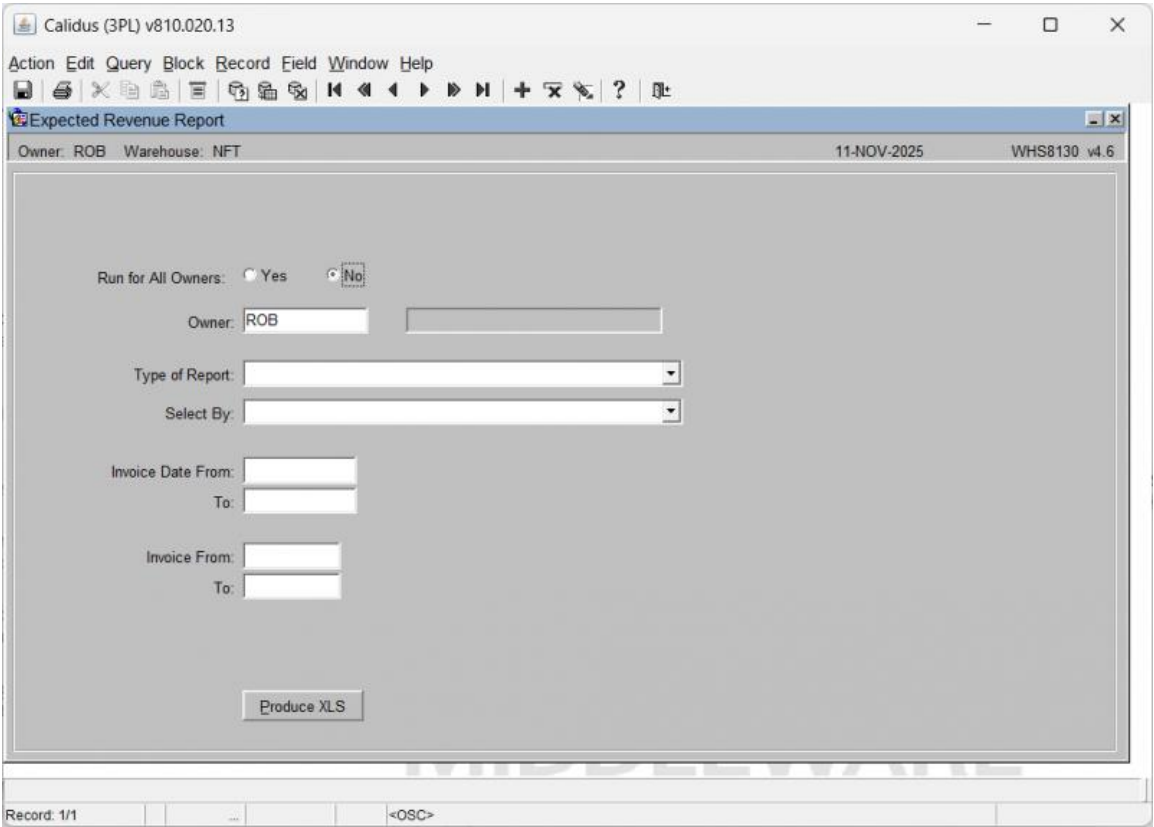 Calidus (3PL) v810.020.13
Action Edit Query Block Record Field Window Help
Expected Revenue Report
Owner: ROB Warehouse: NFT 11-NOV-2025 WHS8130 v4.6
Run for All Owners: Yes No
Owner: ROB
Type of Report:
Select By:
Invoice Date From:
To:
Invoice From:
To:
Produce XLS
MIDDLEWARE
Record: 1/1 ... <OSC>